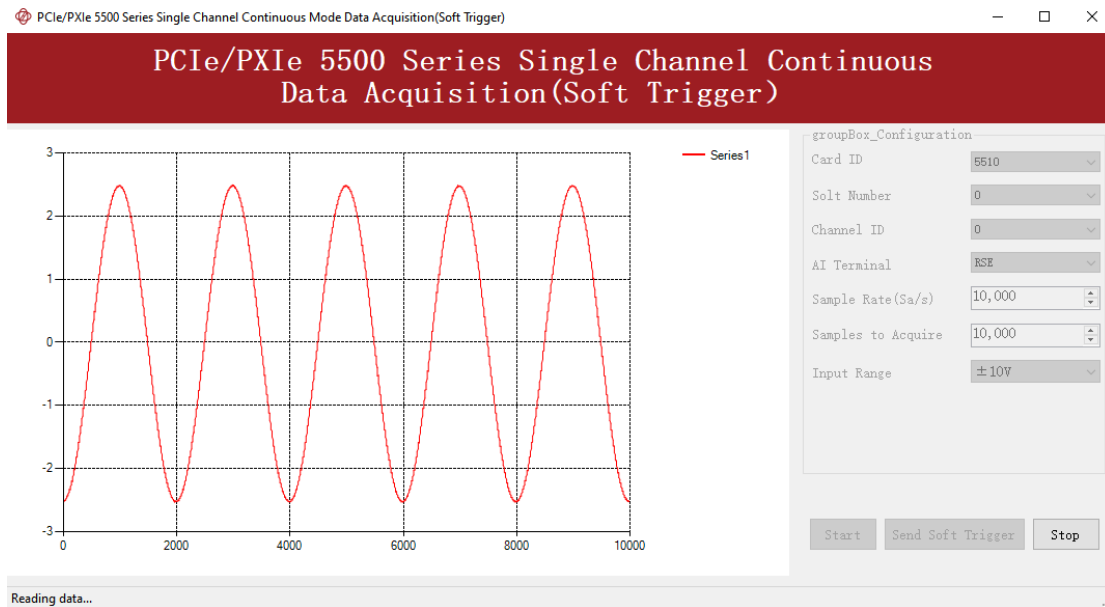 PCIe/PXIe 5500 Series Single Channel Continuous Mode Data Acquisition(Soft Trigger)
PCIe/PXIe 5500 Series Single Channel Continuous
Data Acquisition(Soft Trigger)
3
2
1
0
-1
-2
-3
0 2000 4000 6000 8000 10000
Series1
groupBox_Configuration
Card ID 5510
Solt Number 0
Channel ID 0
AI Terminal RSE
Sample Rate(Sa/s) 10,000
Samples to Acquire 10,000
Input Range ±10V
Start Send Soft Trigger Stop
Reading data...